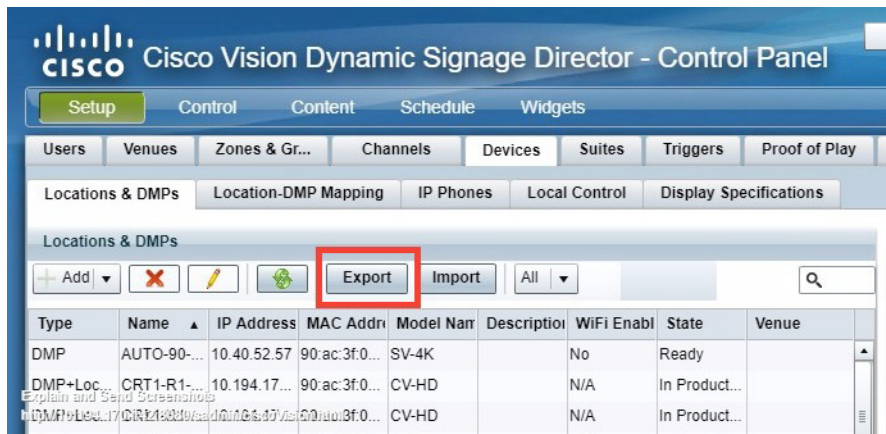 CISCO Cisco Vision Dynamic Signage Director - Control Panel
Setup Control Content Schedule Widgets
Users Venues Zones & Gr... Channels Devices Suites Triggers Proof of Play
Locations & DMPs Location-DMP Mapping IP Phones Local Control Display Specifications
Locations & DMPs
Add Export Import All
Type Name IP Address MAC Addr Model Nam Description WiFi Enabl State Venue
DMP AUTO-90-... 10.40.52.57 90:ac:3f:0... SV-4K No Ready
DMP+Loc... CRT1-R1-... 10.194.17... 90:ac:3f:0... CV-HD N/A In Product...
Explain and Send Screenshots
CV-HD N/A In Product...